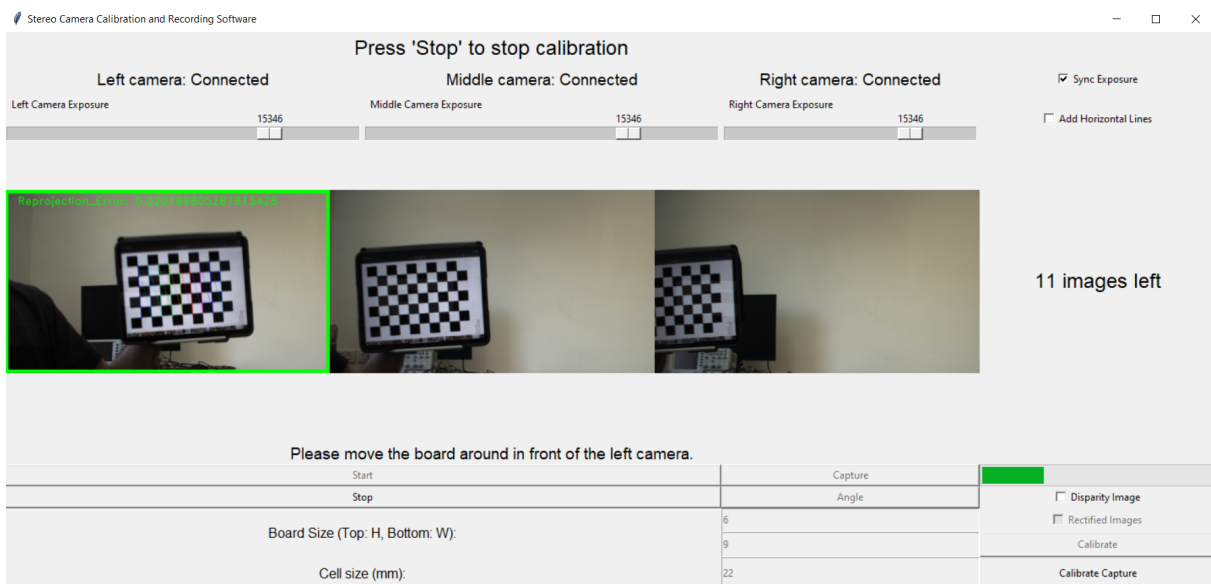 Stereo Camera Calibration and Recording Software
Press 'Stop' to stop calibration
Left camera: Connected
Middle camera: Connected
Right camera: Connected
Sync Exposure
Left Camera Exposure
Middle Camera Exposure
Right Camera Exposure
15346
15346
15346
Add Horizontal Lines
Reprojection_Error:
11 images left
Please move the board around in front of the left camera.
Start
Capture
Stop
Angle
Disparity Image
Board Size (Top: H, Bottom: W):
6
Rectified Images
9
Calibrate
Cell size (mm):
22
Calibrate Capture